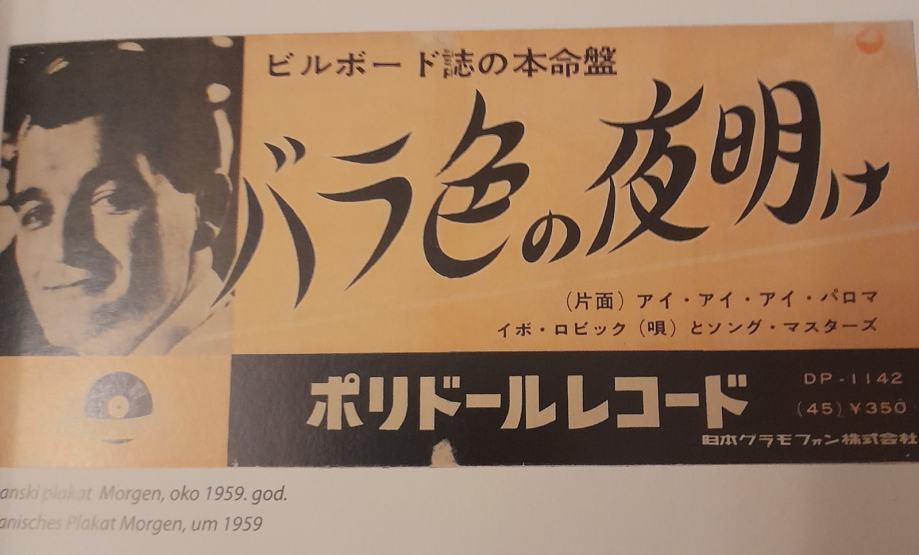 ビルボード誌の本命盤
バラ色の夜明け
(片面) アイ・アイ・アイ・パロマ
イボ・ロビック (唄) とソング・マスターズ
ポリドールレコード
DP-1142
(45) ¥350
日本グラモフォン株式会社
anski plakat Morgen, oko 1959. god.
anisches Plakat Morgen, um 1959